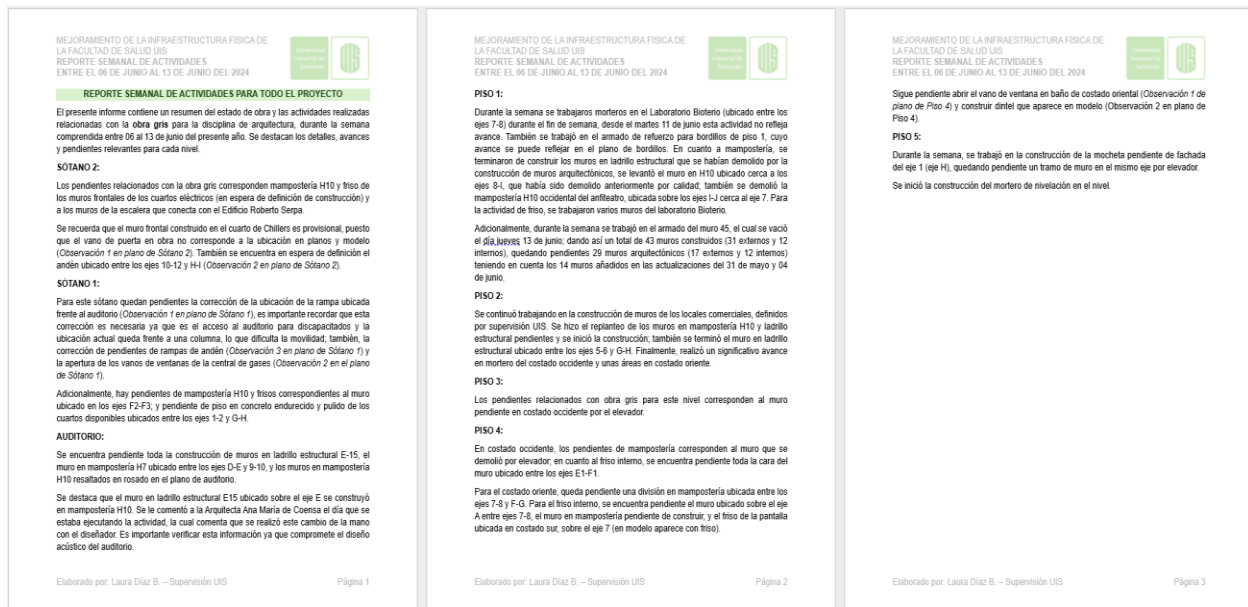 MEJORAMIENTO DE LA INFRAESTRUCTURA FÍSICA DE
LA FACULTAD DE SALUD UIS
REPORTE SEMANAL DE ACTIVIDADES
ENTRE EL 06 DE JUNIO AL 13 DE JUNIO DEL 2024
Universidad
Industrial de
Santander
UIS
REPORTE SEMANAL DE ACTIVIDADES PARA TODO EL PROYECTO
El presente informe contiene un resumen del estado de obra y las actividades realizadas
relacionadas con la obra gris para la disciplina de arquitectura, durante la semana
comprendida entre 06 al 13 de junio del presente año. Se destacan los detalles, avances
y pendientes relevantes para cada nivel.
SÓTANO 2:
Los pendientes relacionados con la obra gris corresponden mampostería H10 y friso de
los muros frontales de los cuartos eléctricos (en espera de definición de construcción) y
a los muros de la escalera que conecta con el Edificio Roberto Serpa.
Se recuerda que el muro frontal construido en el cuarto de Chillers es provisional, puesto
que el vano de puerta en obra no corresponde a la ubicación en planos y modelo
(Observación 1 en plano de Sótano 2). También se encuentra en espera de definición el
andén ubicado entre los ejes 10-12 y H-I (Observación 2 en plano de Sótano 2).
SÓTANO 1:
Para este sótano quedan pendientes la corrección de la ubicación de la rampa ubicada
frente al auditorio (Observación 1 en plano de Sótano 1), es importante recordar que esta
corrección es necesaria ya que es el acceso al auditorio para discapacitados y la
ubicación actual queda frente a una columna, lo que dificulta la movilidad; también, la
corrección de pendientes de rampas de andén (Observación 3 en plano de Sótano 1) y
la apertura de los vanos de ventanas de la central de gases (Observación 2 en el plano
de Sótano 1).
Adicionalmente, hay pendientes de mampostería H10 y frisos correspondientes al muro
ubicado en los ejes F2-F3; y pendiente de piso en concreto endurecido y pulido de los
cuartos disponibles ubicados entre los ejes 1-2 y G-H.
AUDITORIO:
Se encuentra pendiente toda la construcción de muros en ladrillo estructural E-15, el
muro en mampostería H7 ubicado entre los ejes D-E y 9-10, y los muros en mampostería
H10 resaltados en rosado en el plano de auditorio.
Se destaca que el muro en ladrillo estructural E15 ubicado sobre el eje E se construyó
en mampostería H10. Se le comentó a la Arquitecta Ana María de Coensa el día que se
estaba ejecutando la actividad, la cual comenta que se realizó este cambio de la mano
con el diseñador. Es importante verificar esta información ya que compromete el diseño
acústico del auditorio.
Elaborado por: Laura Díaz B. – Supervisión UIS
Página 1
MEJORAMIENTO DE LA INFRAESTRUCTURA FÍSICA DE
LA FACULTAD DE SALUD UIS
REPORTE SEMANAL DE ACTIVIDADES
ENTRE EL 06 DE JUNIO AL 13 DE JUNIO DEL 2024
Universidad
Industrial de
Santander
UIS
PISO 1:
Durante la semana se trabajaros morteros en el Laboratorio Bioterio (ubicado entre los
ejes 7-8) durante el fin de semana, desde el martes 11 de junio esta actividad no refleja
avance. También se trabajó en el armado de refuerzo para bordillos de piso 1, cuyo
avance se puede reflejar en el plano de bordillos. En cuanto a mampostería, se
terminaron de construir los muros en ladrillo estructural que se habían demolido por la
construcción de muros arquitectónicos, se levantó el muro en H10 ubicado cerca a los
ejes 8-I, que había sido demolido anteriormente por calidad; también se demolió la
mampostería H10 occidental del anfiteatro, ubicada sobre los ejes I-J cerca al eje 7. Para
la actividad de friso, se trabajaron varios muros del laboratorio Bioterio.
Adicionalmente, durante la semana se trabajó en el armado del muro 45, el cual se vació
el día jueves 13 de junio; dando así un total de 43 muros construidos (31 externos y 12
internos), quedando pendientes 29 muros arquitectónicos (17 externos y 12 internos)
teniendo en cuenta los 14 muros añadidos en las actualizaciones del 31 de mayo y 04
de junio.
PISO 2:
Se continuó trabajando en la construcción de muros de los locales comerciales, definidos
por supervisión UIS. Se hizo el replanteo de los muros en mampostería H10 y ladrillo
estructural pendientes y se inició la construcción; también se terminó el muro en ladrillo
estructural ubicado entre los ejes 5-6 y G-H. Finalmente, realizó un significativo avance
en mortero del costado occidente y unas áreas en costado oriente.
PISO 3:
Los pendientes relacionados con obra gris para este nivel corresponden al muro
pendiente en costado occidente por el elevador.
PISO 4:
En costado occidente, los pendientes de mampostería corresponden al muro que se
demolió por elevador; en cuanto al friso interno, se encuentra pendiente toda la cara del
muro ubicado entre los ejes E1-F1.
Para el costado oriente, queda pendiente una división en mampostería ubicada entre los
ejes 7-8 y F-G. Para el friso interno, se encuentra pendiente el muro ubicado sobre el eje
A entre ejes 7-8, el muro en mampostería pendiente de construir, y el friso de la pantalla
ubicada en costado sur, sobre el eje 7 (en modelo aparece con friso).
Elaborado por: Laura Díaz B. – Supervisión UIS
Página 2
MEJORAMIENTO DE LA INFRAESTRUCTURA FÍSICA DE
LA FACULTAD DE SALUD UIS
REPORTE SEMANAL DE ACTIVIDADES
ENTRE EL 06 DE JUNIO AL 13 DE JUNIO DEL 2024
Universidad
Industrial de
Santander
UIS
Sigue pendiente abrir el vano de ventana en baño de costado oriental (Observación 1 de
plano de Piso 4) y construir dintel que aparece en modelo (Observación 2 en plano de
Piso 4).
PISO 5:
Durante la semana, se trabajó en la construcción de la mocheta pendiente de fachada
del eje 1 (eje H), quedando pendiente un tramo de muro en el mismo eje por elevador.
Se inició la construcción del mortero de nivelación en el nivel.
Elaborado por: Laura Díaz B. – Supervisión UIS
Página 3